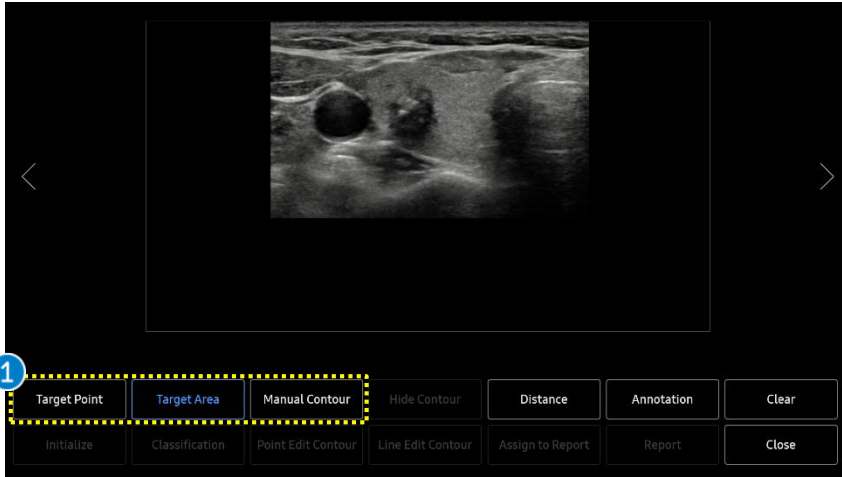 1
Target Point Target Area Manual Contour Hide Contour Distance Annotation Clear
Initialize Classification Point Edit Contour Line Edit Contour Assign to Report Report Close